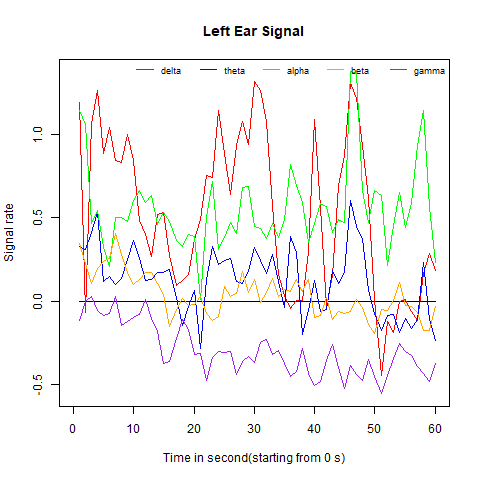 Left Ear Signal
delta theta alpha beta gamma
Signal rate
1.0
0.5
0.0
-0.5
0 10 20 30 40 50 60
Time in second(starting from 0 s)